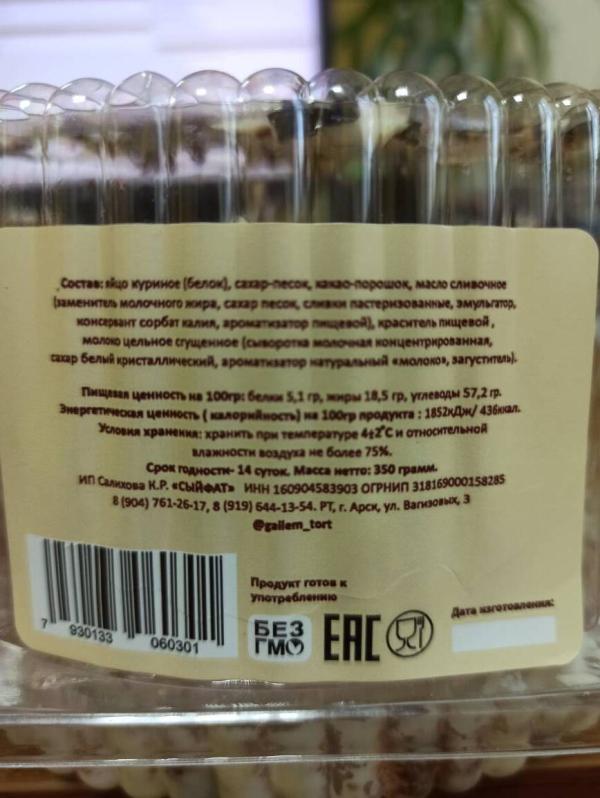 Состав: яйцо куриное (белок), сахар-песок, какао-порошок, масло сливочное
(заменитель молочного жира, сахар песок, сливки пастеризованные, эмульгатор,
консервант сорбат калия, ароматизатор пищевой), краситель пищевой ,
молоко цельное сгущенное (сыворотка молочная концентрированная,
сахар белый кристаллический, ароматизатор натуральный «молоко», загуститель).
Пищевая ценность на 100гр: белки 5,1 гр, жиры 18,5 гр, углеводы 57,2 гр.
Энергетическая ценность ( калорийность) на 100гр продукта : 1852кДж/ 436ккал.
Условия хранения: хранить при температуре 4±2˚С и относительной
влажности воздуха не более 75%.
Срок годности- 14 суток. Масса нетто: 350 грамм.
ИП Салихова К.Р. «СЫЙФАТ» ИНН 160904583903 ОГРНИП 318169000158285
8 (904) 761-26-17, 8 (919) 644-13-54. РТ, г. Арск, ул. Вагизовых, 3
@gailem_tort
Продукт готов к
Употреблению
Дата изготовления:
БЕЗ
ГМО
EAC
7 930133 060301